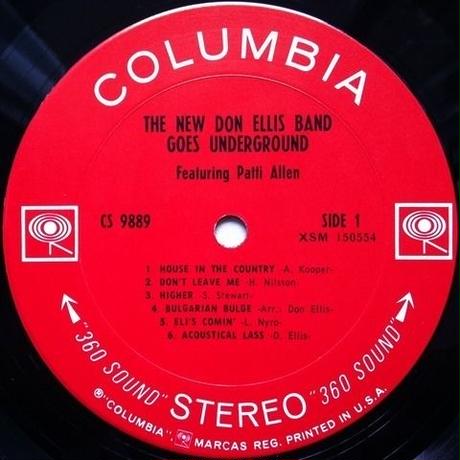 COLUMBIA
THE NEW DON ELLIS BAND
GOES UNDERGROUND
Featuring Patti Allen
CS 9889
SIDE 1
XSM 150554
1 HOUSE IN THE COUNTRY -A. Kooper-
2. DON'T LEAVE ME -H. Nilsson-
3. HIGHER -S. Stewart-
4. BULGARIAN BULGE -Arr.: Don Ellis-
5. ELI'S COMIN' -L. Nyro-
6. ACOUSTICAL LASS -D. Ellis-
"360 SOUND" STEREO "360 SOUND"
®"COLUMBIA", MARCAS REG. PRINTED IN U.S.A.